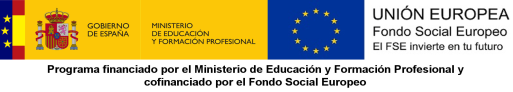 GOBIERNO
DE ESPAÑA
MINISTERIO
DE EDUCACIÓN
Y FORMACIÓN PROFESIONAL
UNIÓN EUROPEA
Fondo Social Europeo
El FSE invierte en tu futuro
Programa financiado por el Ministerio de Educación y Formación Profesional y
cofinanciado por el Fondo Social Europeo